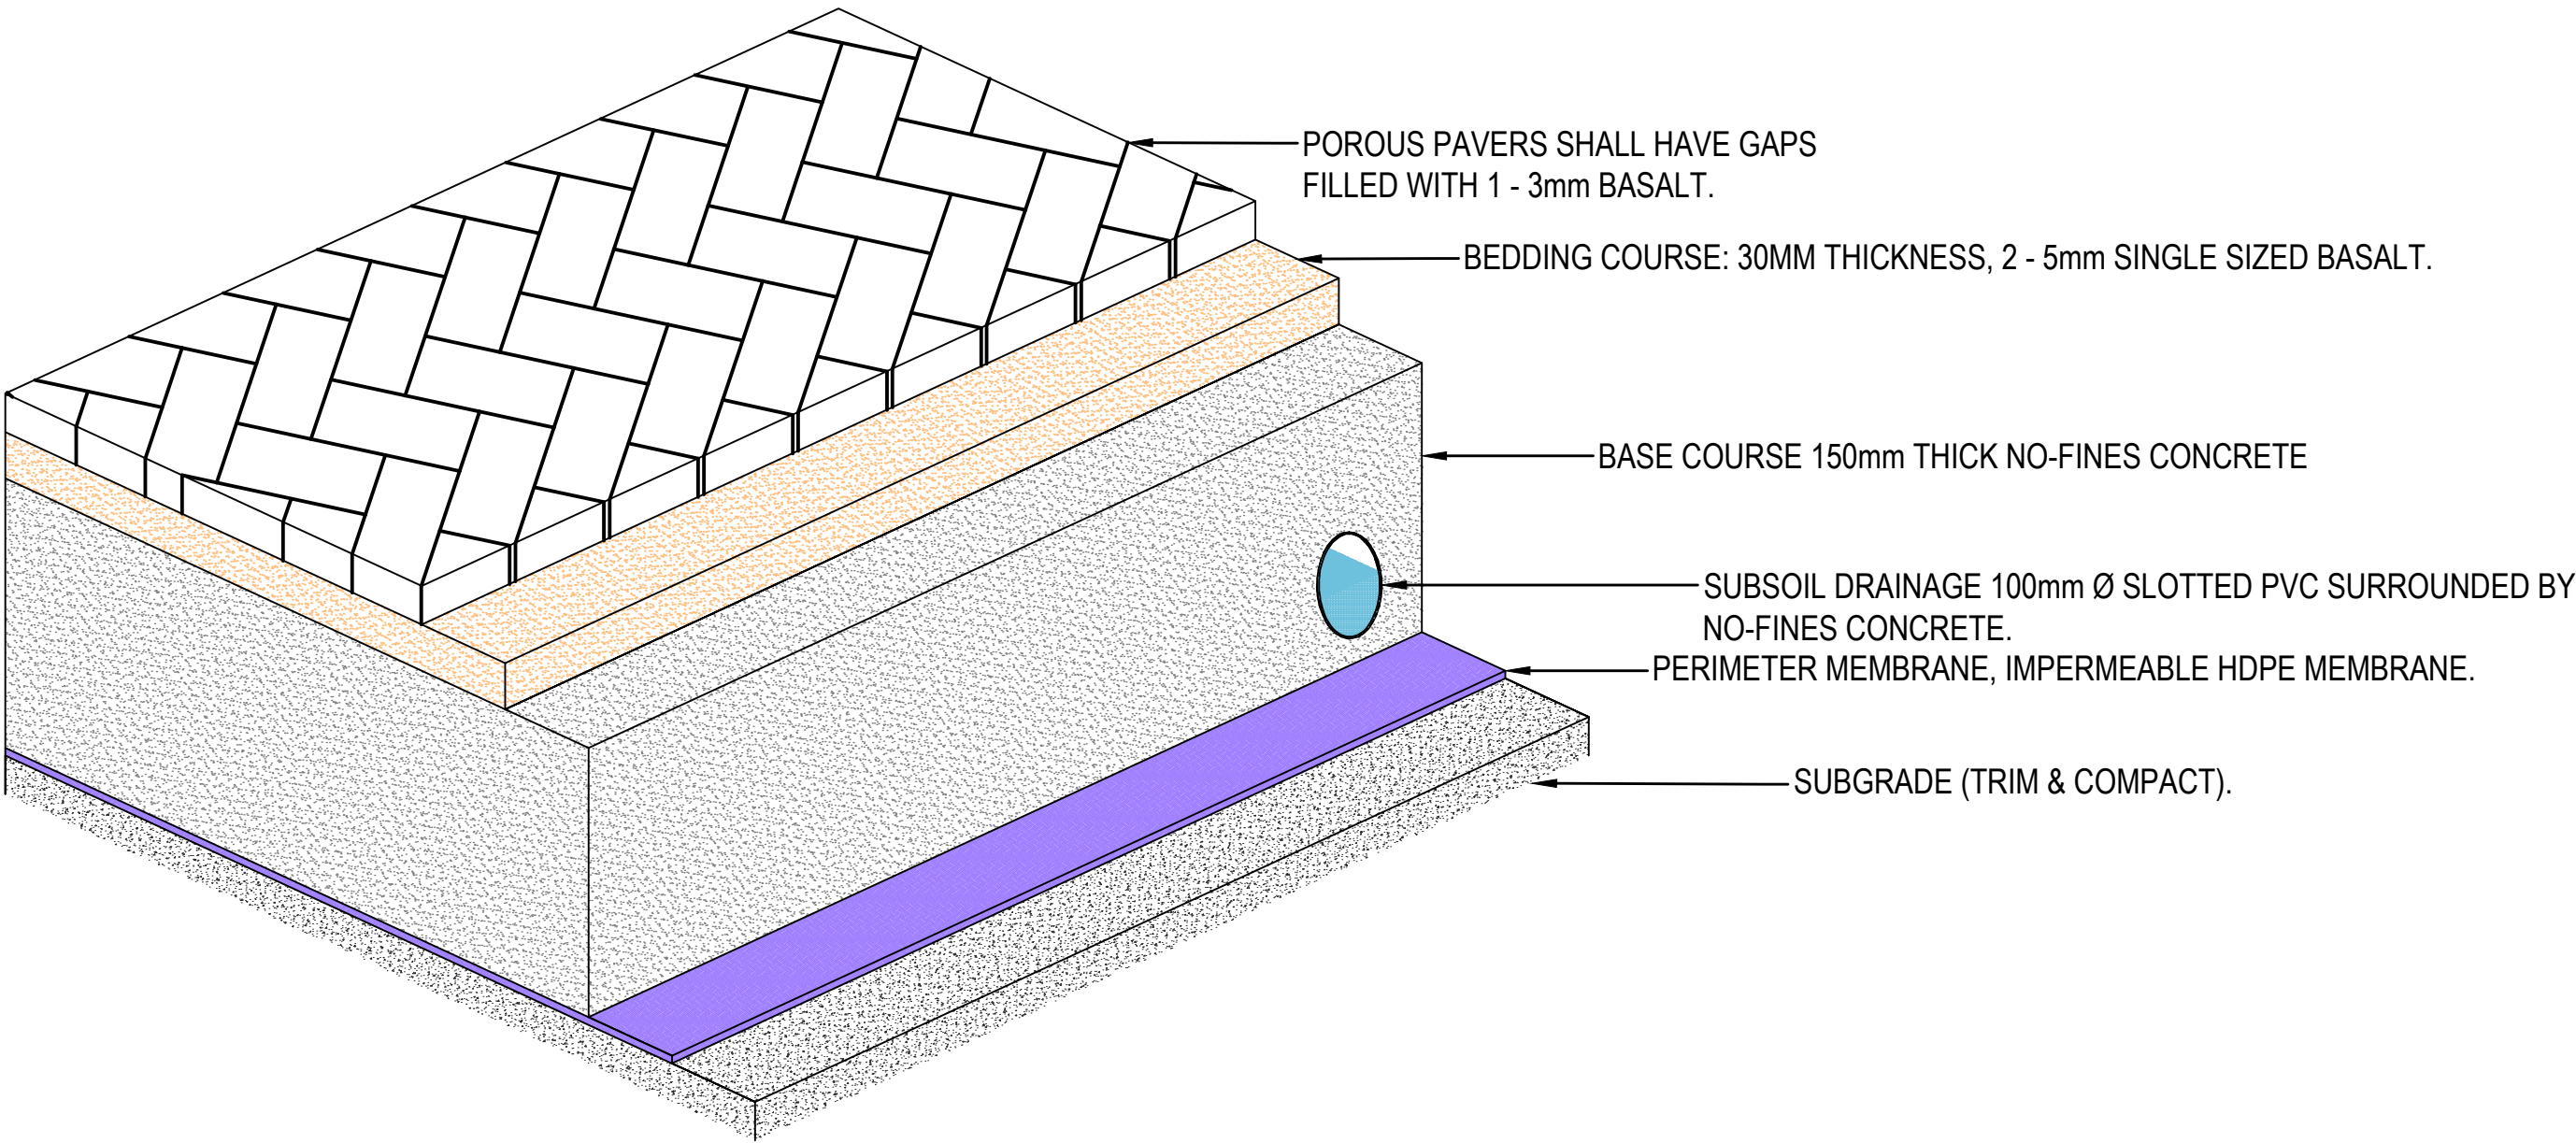 POROUS PAVERS SHALL HAVE GAPS
FILLED WITH 1 - 3mm BASALT.
BEDDING COURSE: 30MM THICKNESS, 2 - 5mm SINGLE SIZED BASALT.
BASE COURSE 150mm THICK NO-FINES CONCRETE
SUBSOIL DRAINAGE 100mm Ø SLOTTED PVC SURROUNDED BY
NO-FINES CONCRETE.
PERIMETER MEMBRANE, IMPERMEABLE HDPE MEMBRANE.
SUBGRADE (TRIM & COMPACT).